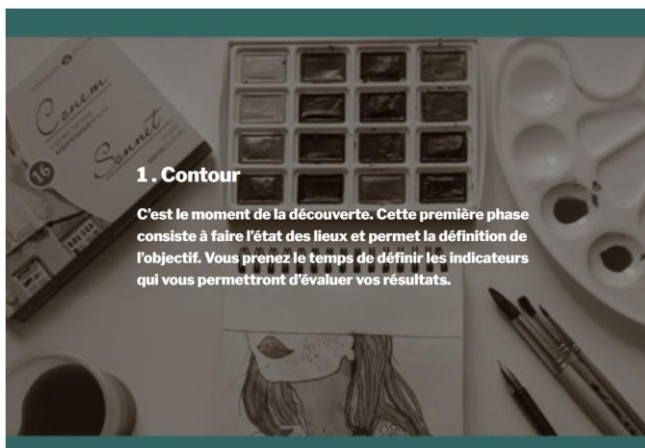 Сонет
Sonnet
16
1. Contour
C'est le moment de la découverte. Cette première phase
consiste à faire l'état des lieux et permet la définition de
l'objectif. Vous prenez le temps de définir les indicateurs
qui vous permettront d'évaluer vos résultats.